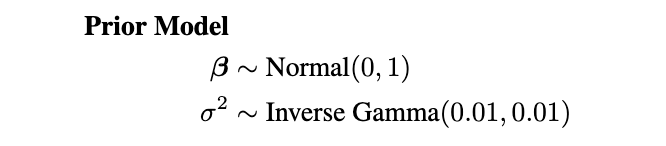 Prior Model
β ~ Normal(0, 1)
σ² ~ Inverse Gamma(0.01, 0.01)